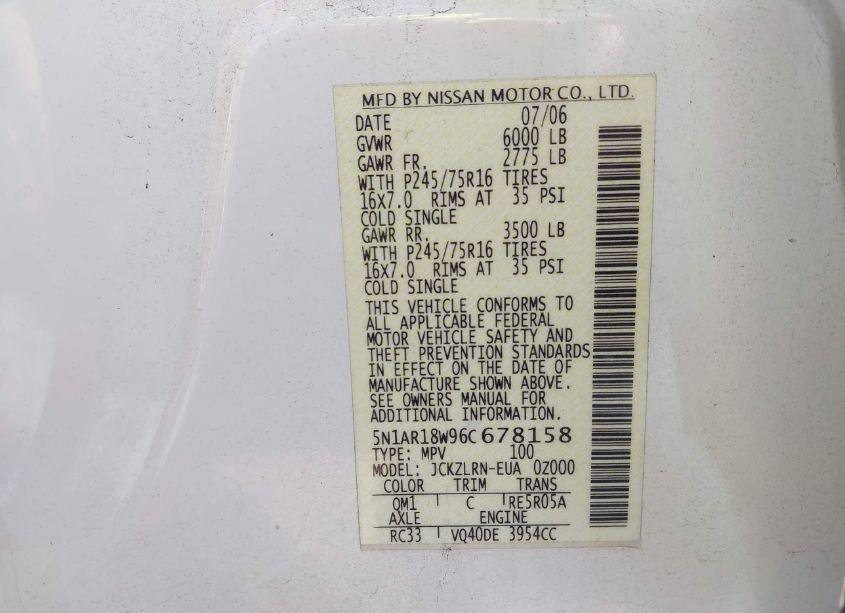 MFD BY NISSAN MOTOR CO., LTD.
DATE 07/06
GVWR 6000 LB
GAWR FR. 2775 LB
WITH P245/75R16 TIRES
16X7.0 RIMS AT 35 PSI
COLD SINGLE
GAWR RR. 3500 LB
WITH P245/75R16 TIRES
16X7.0 RIMS AT 35 PSI
COLD SINGLE
THIS VEHICLE CONFORMS TO
ALL APPLICABLE FEDERAL
MOTOR VEHICLE SAFETY AND
THEFT PREVENTION STANDARDS
IN EFFECT ON THE DATE OF
MANUFACTURE SHOWN ABOVE.
SEE OWNERS MANUAL FOR
ADDITIONAL INFORMATION.
5N1AR18W96C678158
TYPE: MPV 100
MODEL: JCKZLRN-EUA 0Z000
COLOR TRIM TRANS
QM1 C RE5R05A
AXLE ENGINE
RC33 VQ40DE 3954CC